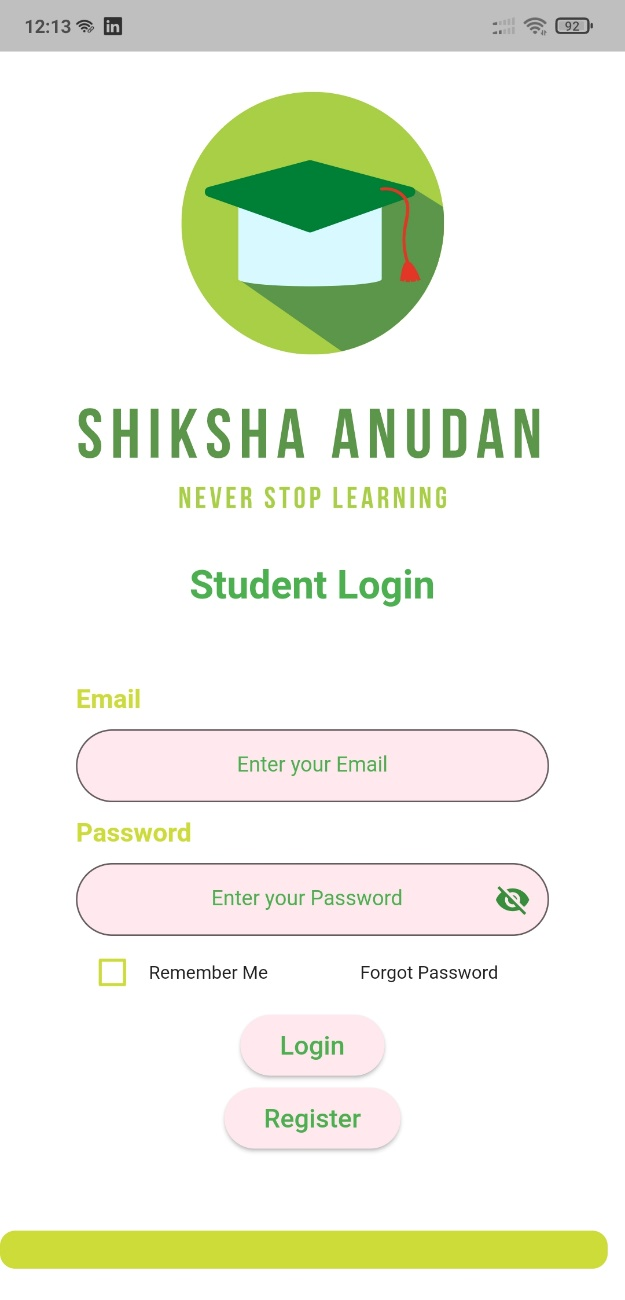 12:13
92
SHIKSHA ANUDAN
NEVER STOP LEARNING
Student Login
Email
Enter your Email
Password
Enter your Password
Remember Me Forgot Password
Login
Register